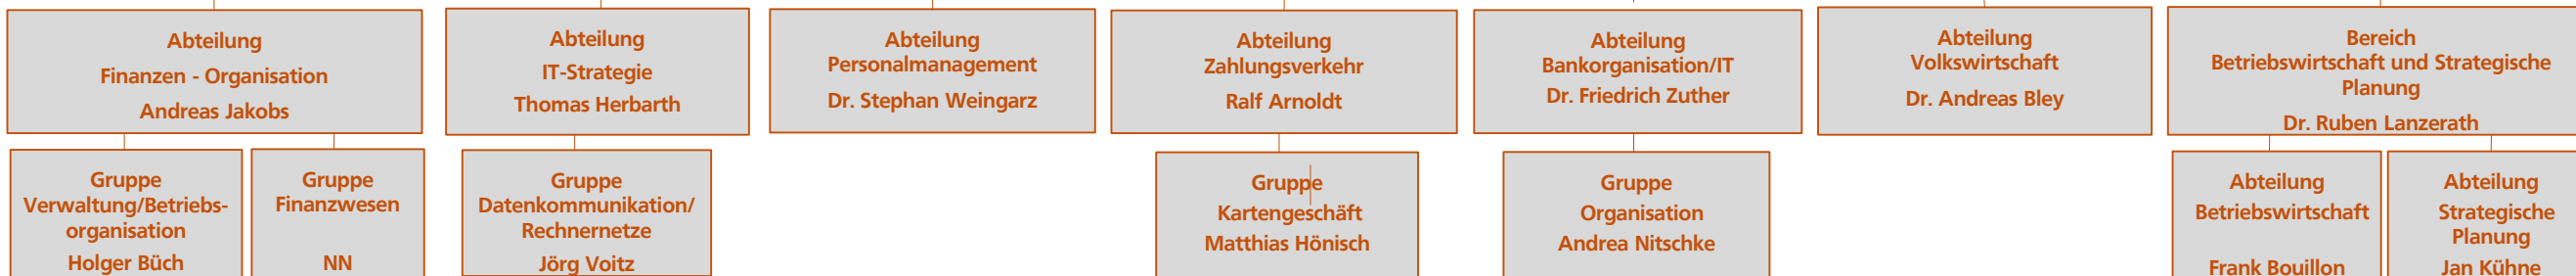 Abteilung
Finanzen - Organisation
Andreas Jakobs
Abteilung
IT-Strategie
Thomas Herbarth
Abteilung
Personalmanagement
Dr. Stephan Weingarz
Abteilung
Zahlungsverkehr
Ralf Arnoldt
Abteilung
Bankorganisation/IT
Dr. Friedrich Zuther
Abteilung
Volkswirtschaft
Dr. Andreas Bley
Bereich
Betriebswirtschaft und Strategische
Planung
Dr. Ruben Lanzerath
Gruppe
Verwaltung/Betriebs-
organisation
Holger Büch
Gruppe
Finanzwesen
NN
Gruppe
Datenkommunikation/
Rechnernetze
Jörg Voitz
Gruppe
Kartengeschäft
Matthias Hönisch
Gruppe
Organisation
Andrea Nitschke
Abteilung
Betriebswirtschaft
Frank Bouillon
Abteilung
Strategische
Planung
Jan Kühne